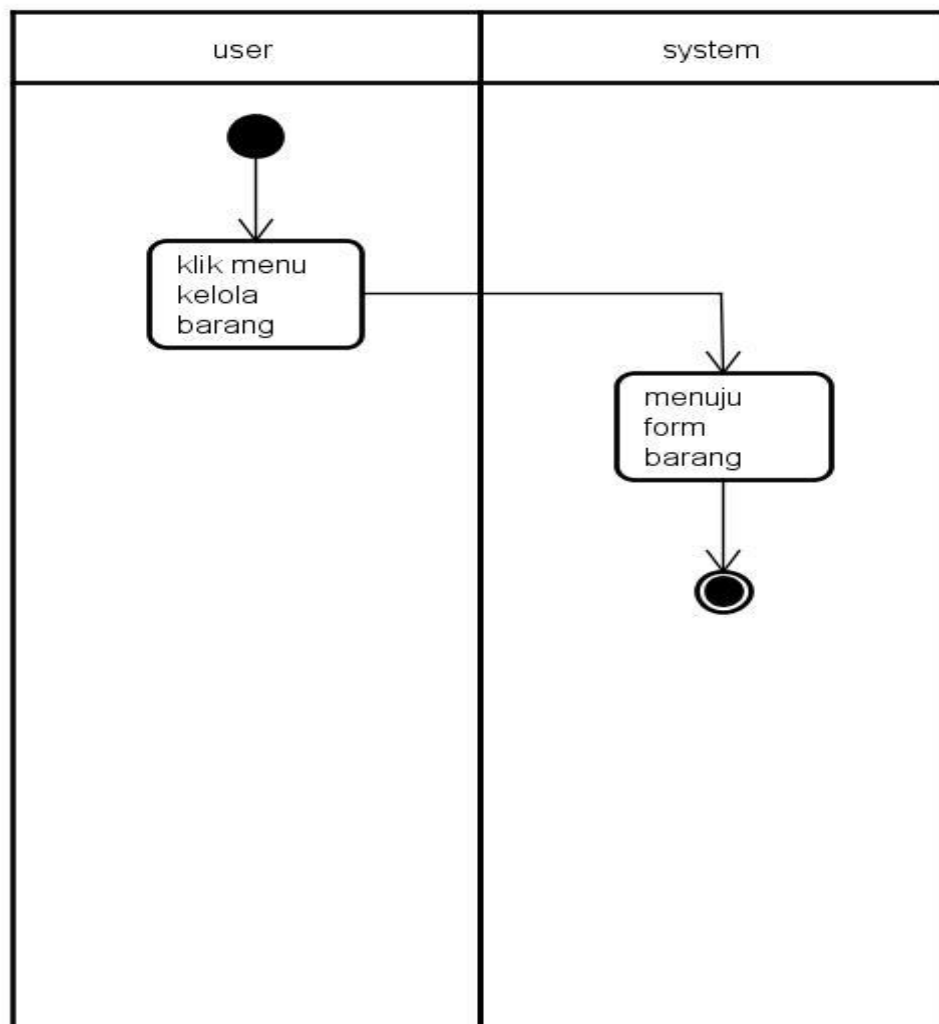 user
system
klik menu
kelola
barang
menuju
form
barang